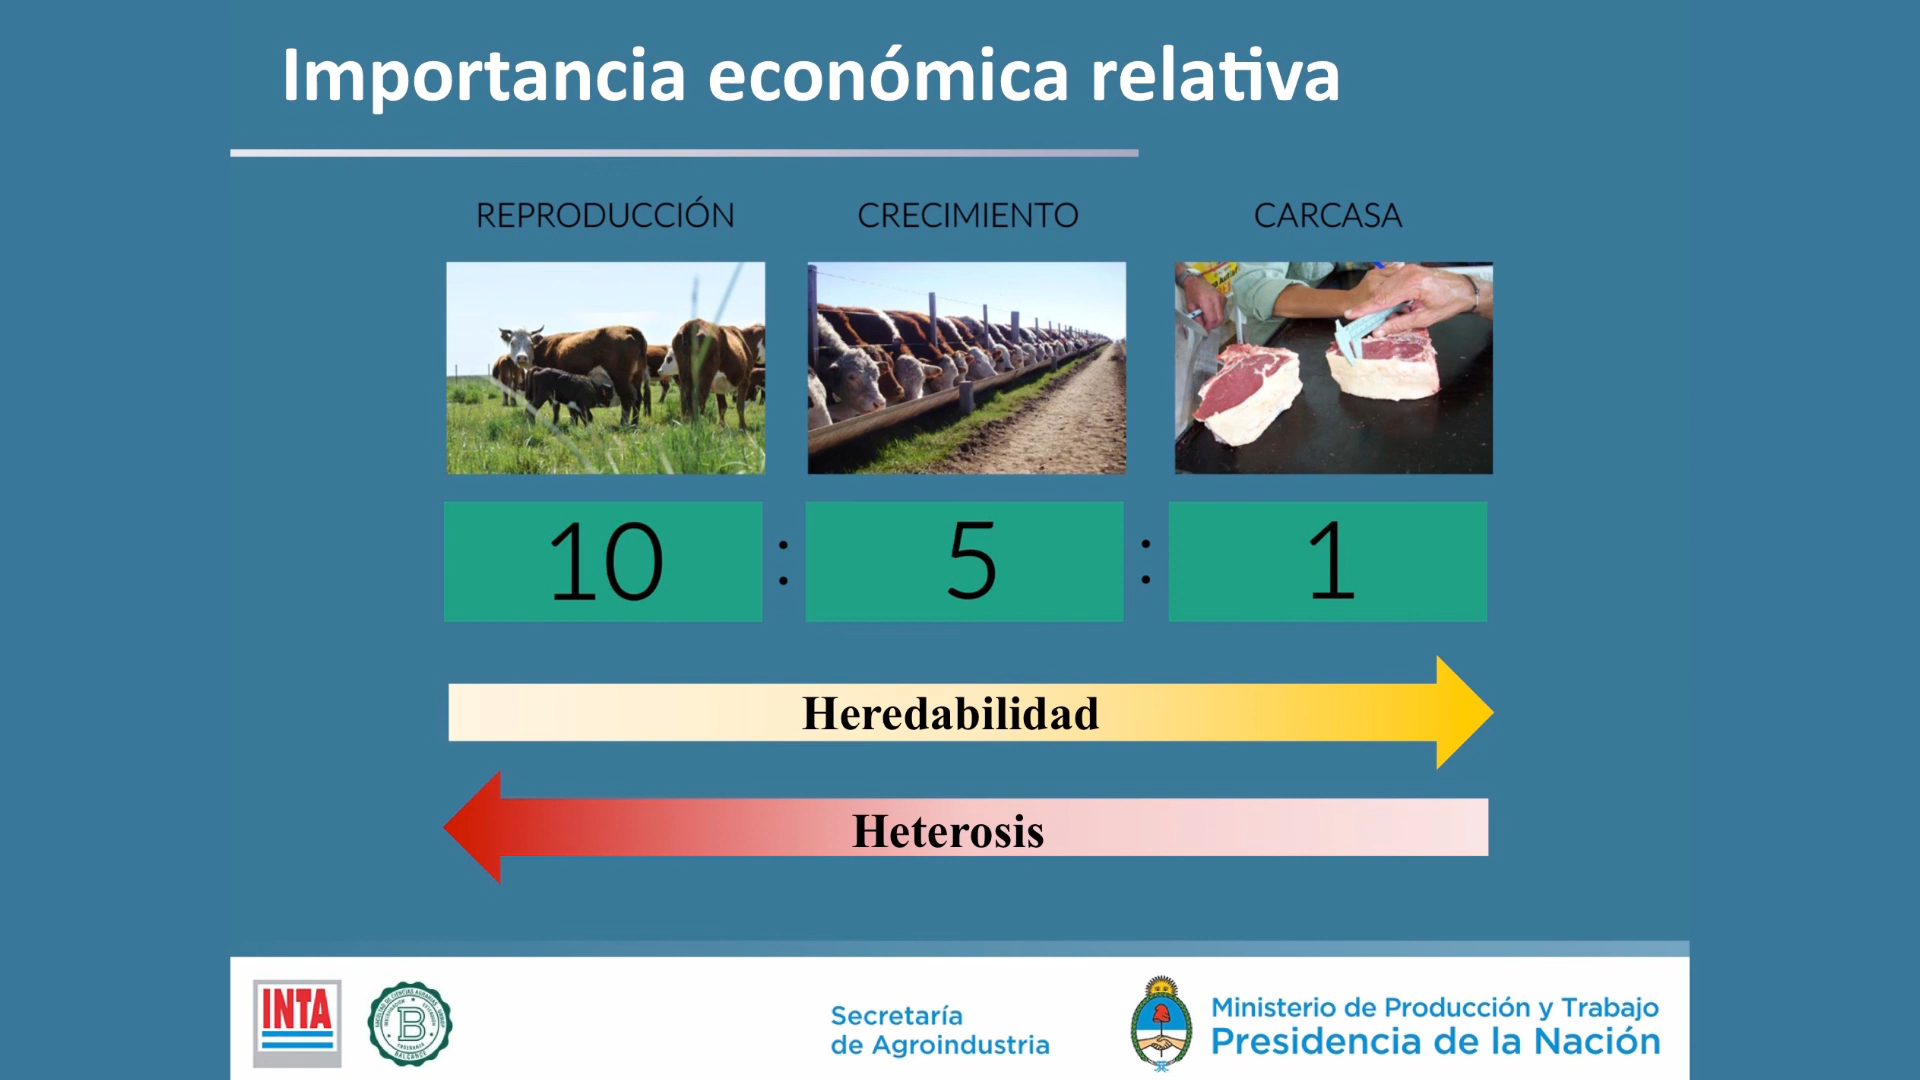 Importancia económica relativa
REPRODUCCIÓN
CRECIMIENTO
CARCASA
10 : 5 : 1
Heredabilidad
Heterosis
INTA
B
BALCARCE
Secretaría
de Agroindustria
Ministerio de Producción y Trabajo
Presidencia de la Nación